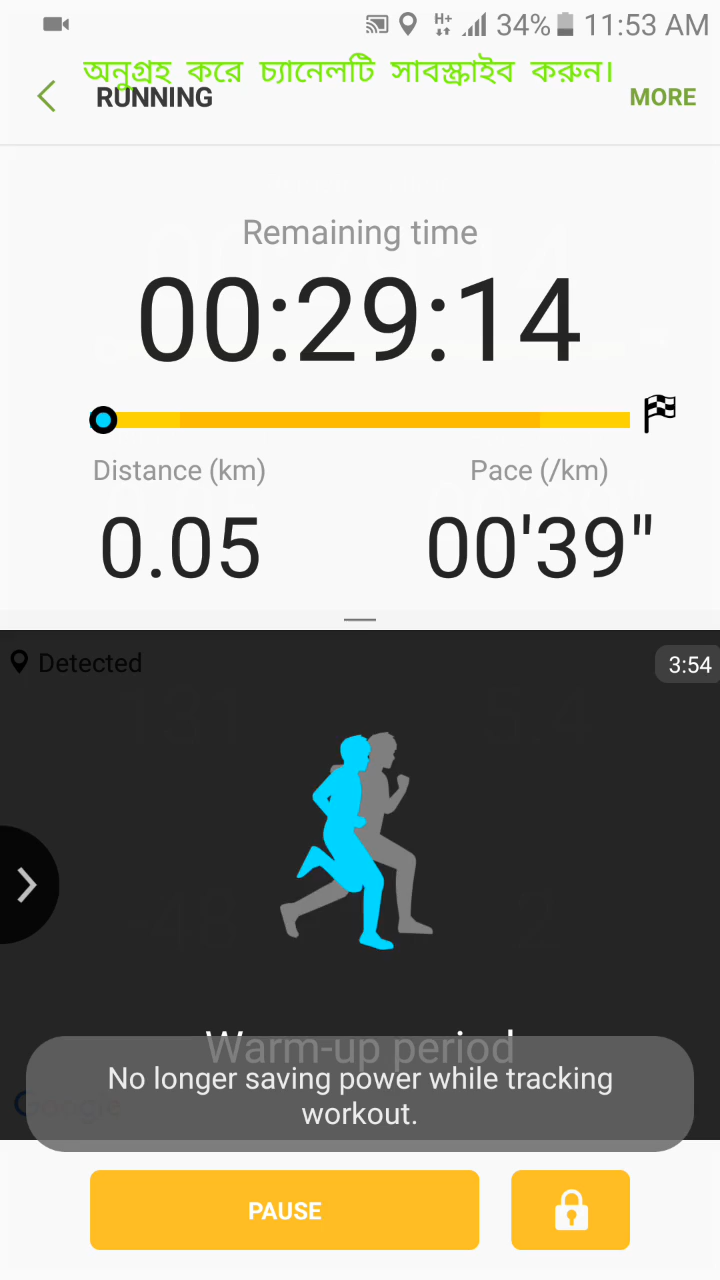 H+ 34% 11:53 AM
অনুগ্রহ করে চ্যানেলটি সাবস্ক্রাইব করুন।
RUNNING
MORE
Remaining time
00:29:14
Distance (km)
Pace (/km)
0.05
00'39"
Detected
3:54
Warm-up period
No longer saving power while tracking
workout.
Google
PAUSE